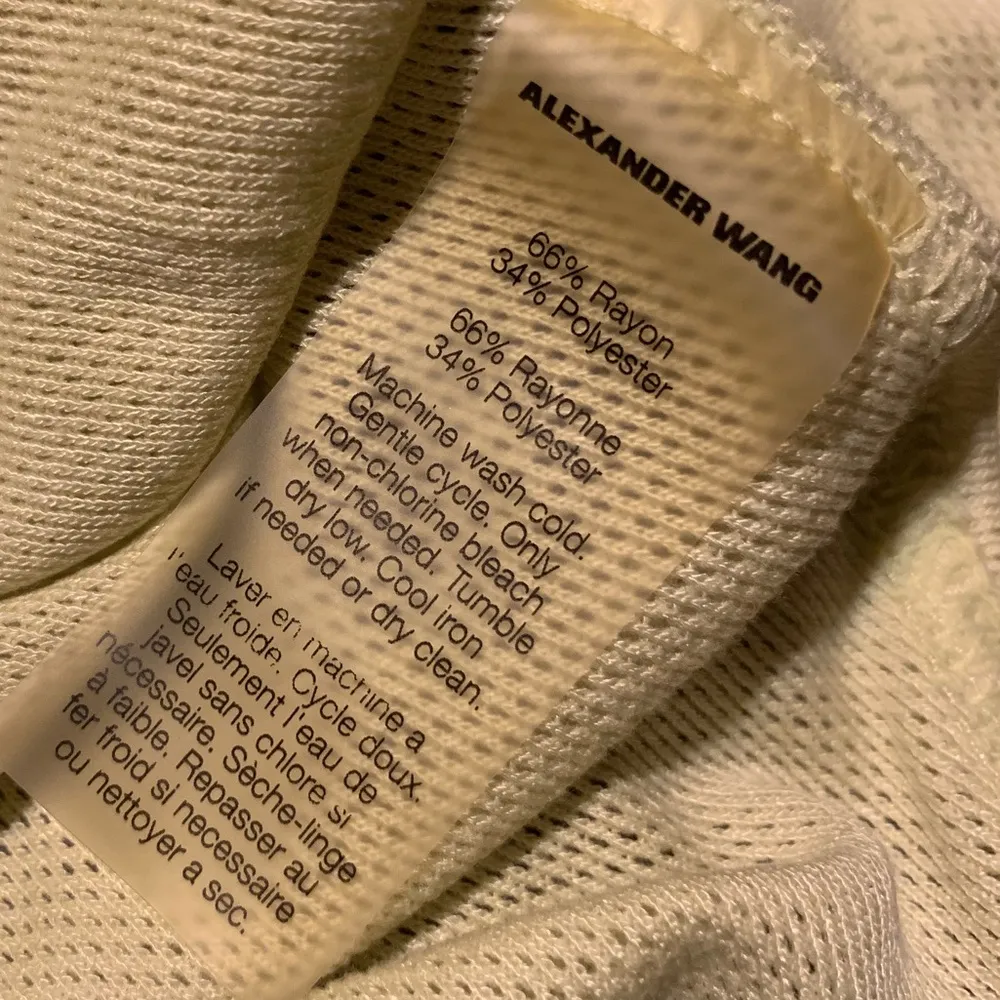 ALEXANDER WANG
66% Rayon
34% Polyester
66% Rayonne
34% Polyester
Machine wash cold.
Gentle cycle. Only
non-chlorine bleach
when needed. Tumble
dry low. Cool iron
if needed or dry clean.
Laver en machine a
l'eau froide. Cycle doux.
Seulement l'eau de
javel sans chlore si
nécessaire. Sèche-linge
à faible. Repasser au
fer froid si necessaire
ou nettoyer a sec.